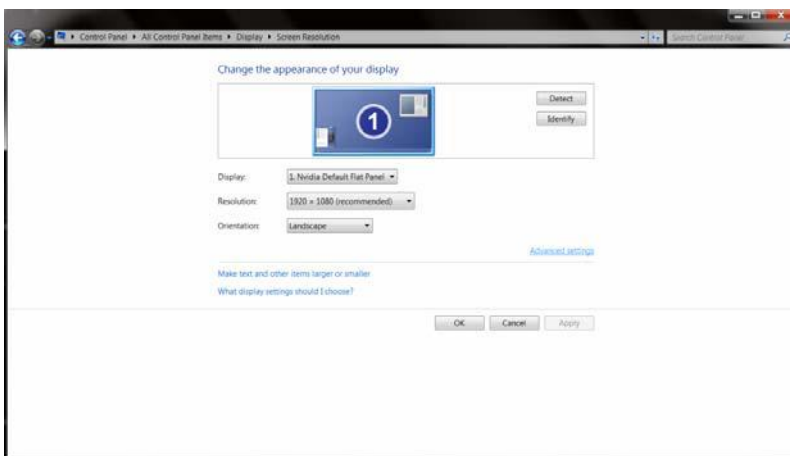 Control Panel ▸ All Control Panel Items ▸ Display ▸ Screen Resolution
Search Control Panel
Change the appearance of your display
1
Detect
Identify
Display:
1. Nvidia Default Flat Panel
Resolution:
1920 × 1080 (recommended)
Orientation:
Landscape
Advanced settings
Make text and other items larger or smaller
What display settings should I choose?
OK
Cancel
Apply